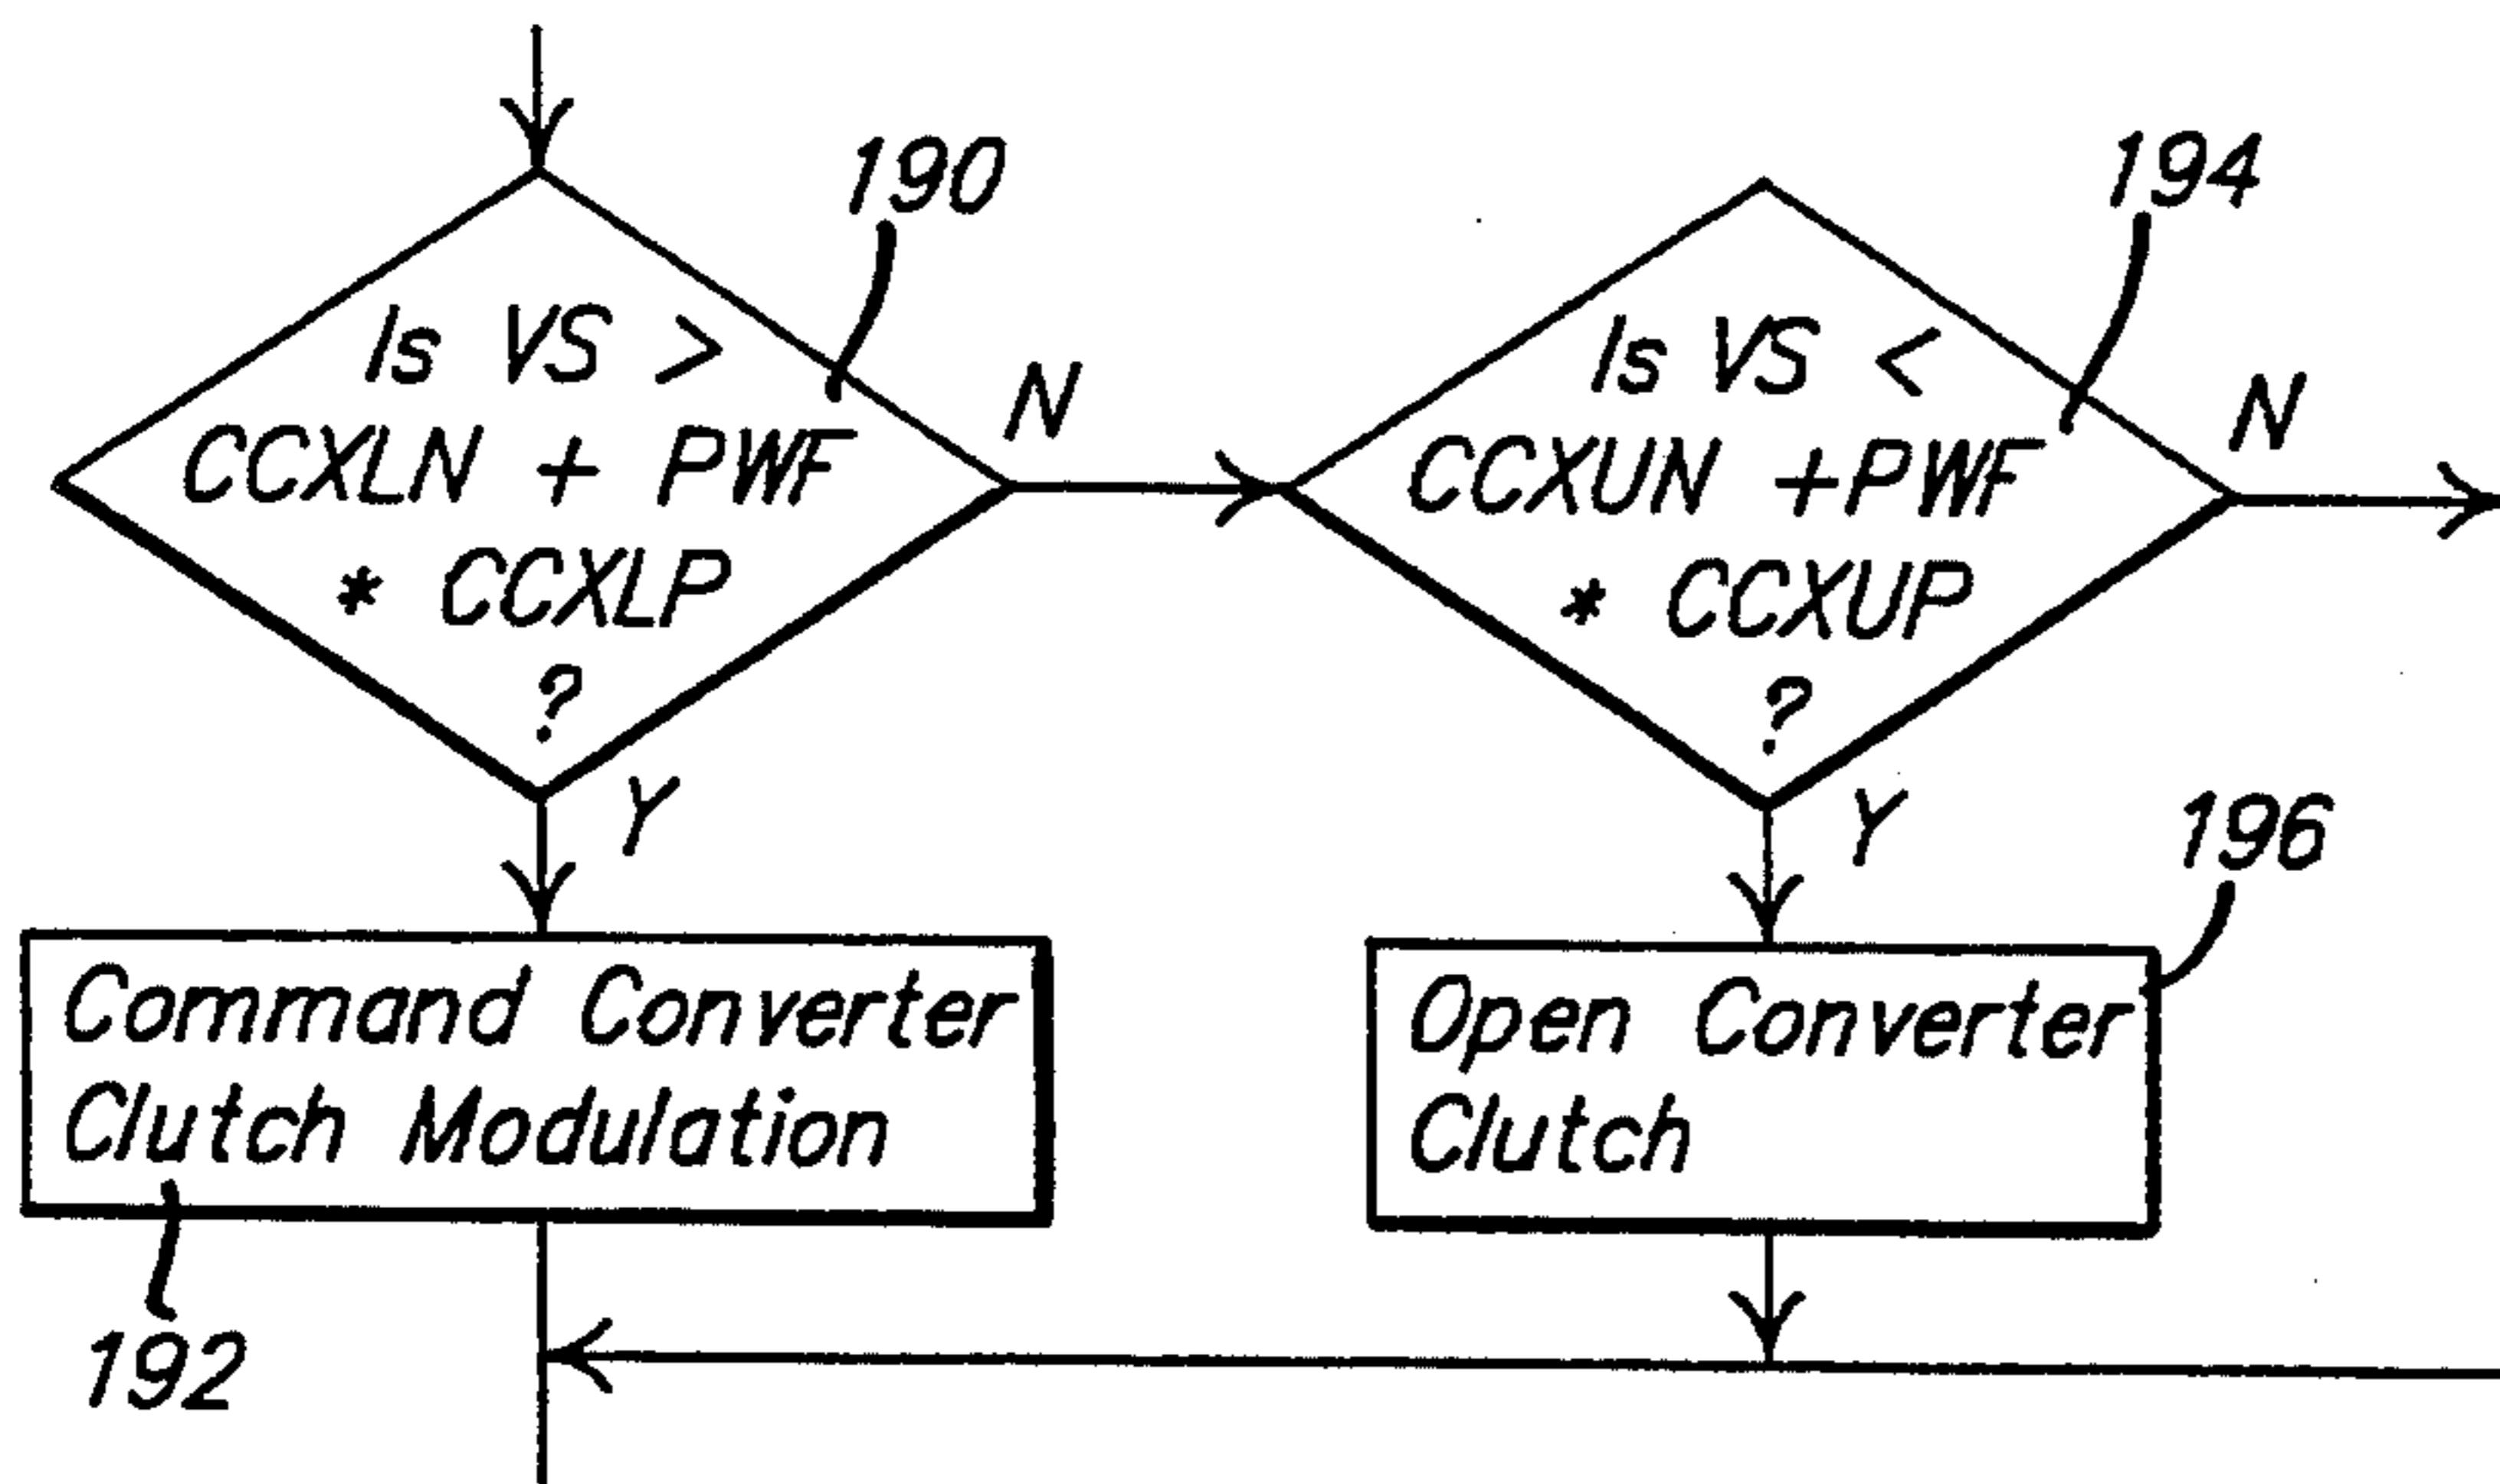 190
Is VS >
CCXLN + PWF
* CCXLP
?
N
Y
194
Is VS <
CCXUN +PWF
* CCXUP
?
N
Y
196
Command Converter
Clutch Modulation
192
Open Converter
Clutch